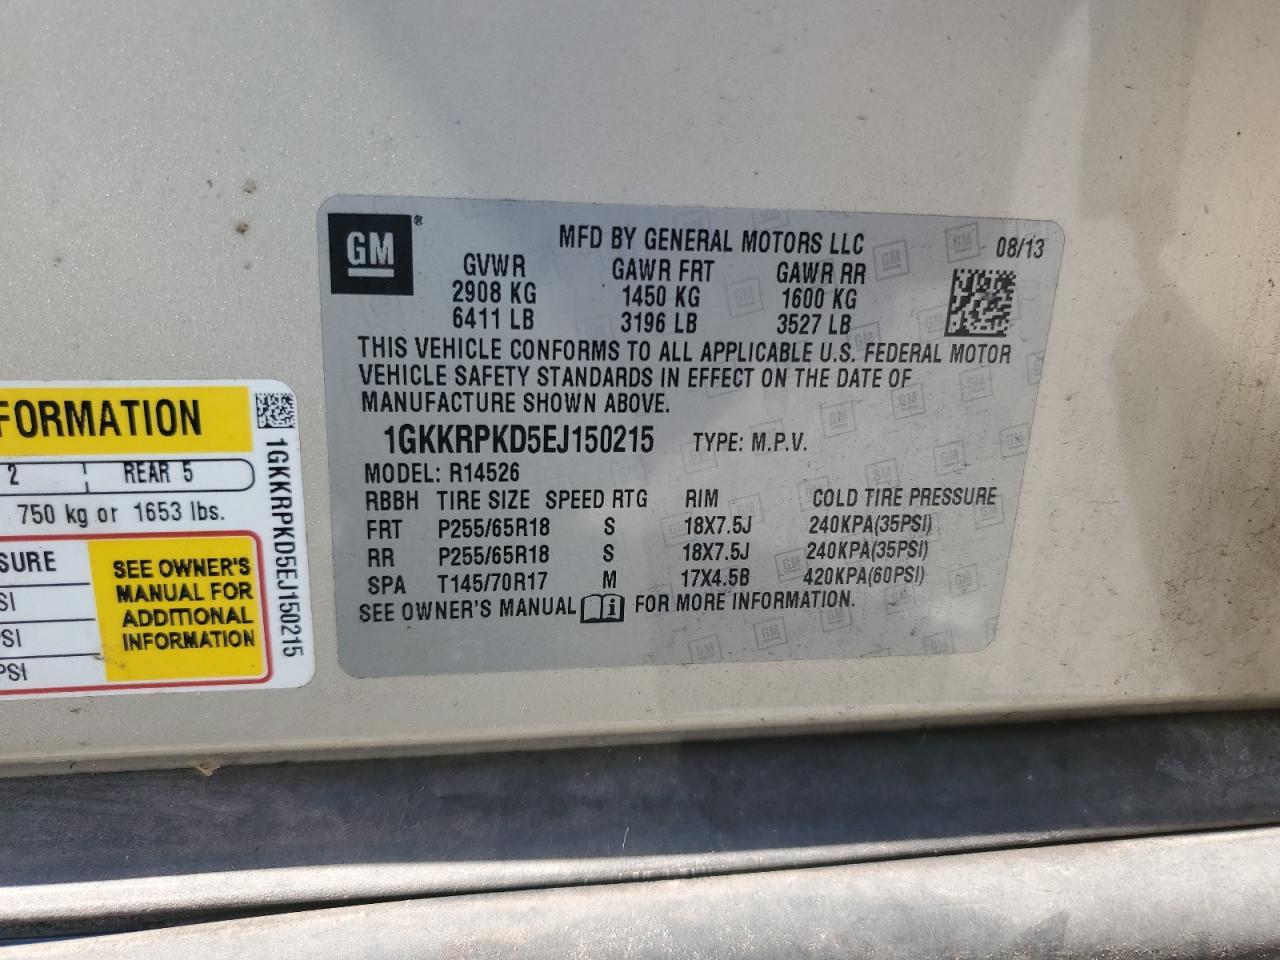 GM®
MFD BY GENERAL MOTORS LLC 08/13
GVWR GAWR FRT GAWR RR
2908 KG 1450 KG 1600 KG
6411 LB 3196 LB 3527 LB
THIS VEHICLE CONFORMS TO ALL APPLICABLE U.S. FEDERAL MOTOR
VEHICLE SAFETY STANDARDS IN EFFECT ON THE DATE OF
MANUFACTURE SHOWN ABOVE.
1GKKRPKD5EJ150215 TYPE: M.P.V.
MODEL: R14526
RBBH TIRE SIZE SPEED RTG RIM COLD TIRE PRESSURE
FRT P255/65R18 S 18X7.5J 240KPA(35PSI)
RR P255/65R18 S 18X7.5J 240KPA(35PSI)
SPA T145/70R17 M 17X4.5B 420KPA(60PSI)
SEE OWNER'S MANUAL FOR MORE INFORMATION.
FORMATION
2 REAR 5
750 kg or 1653 lbs.
SURE
SI
PSI
PSI
SEE OWNER'S
MANUAL FOR
ADDITIONAL
INFORMATION
1GKKRPKD5EJ150215